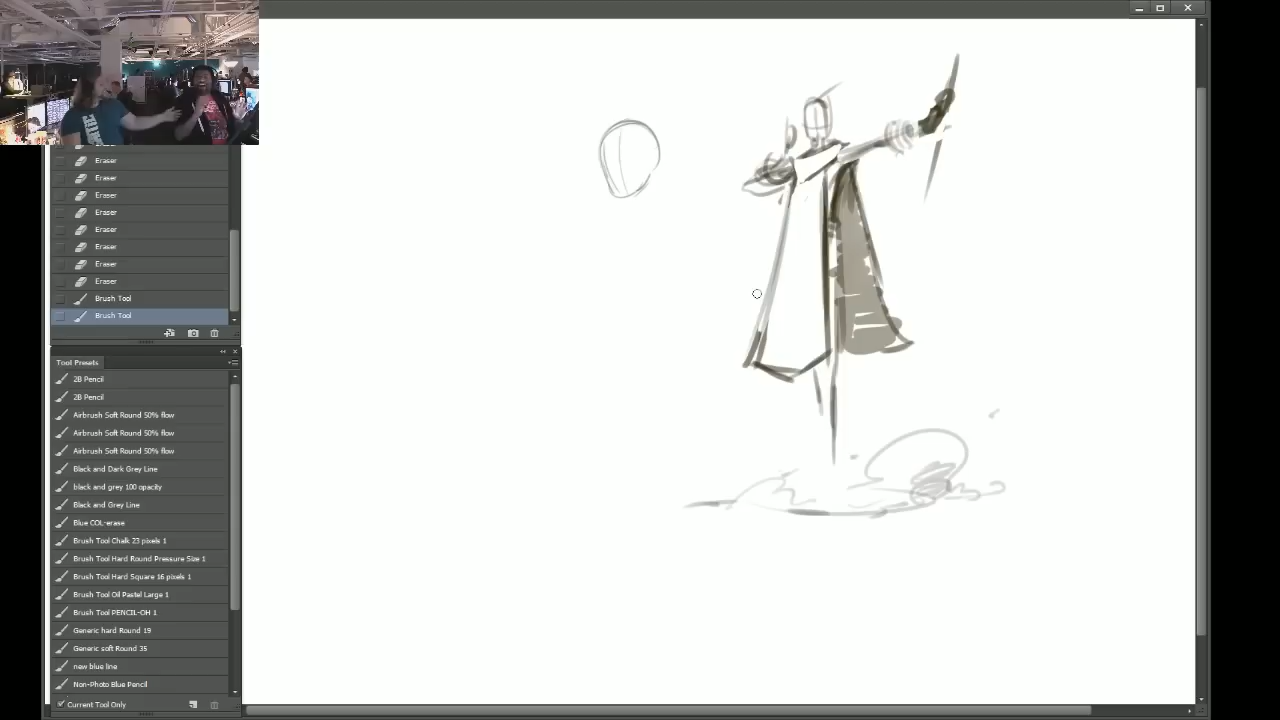 Eraser
Eraser
Eraser
Eraser
Eraser
Eraser
Eraser
Eraser
Brush Tool
Brush Tool
Tool Presets
2B Pencil
2B Pencil
Airbrush Soft Round 50% flow
Airbrush Soft Round 50% flow
Airbrush Soft Round 50% flow
Black and Dark Grey Line
black and grey 100 opacity
Black and Grey Line
Blue COL-erase
Brush Tool Chalk 23 pixels 1
Brush Tool Hard Round Pressure Size 1
Brush Tool Hard Square 16 pixels 1
Brush Tool Oil Pastel Large 1
Brush Tool PENCIL-OH 1
Generic hard Round 19
Generic soft Round 35
new blue line
Non-Photo Blue Pencil
Current Tool Only